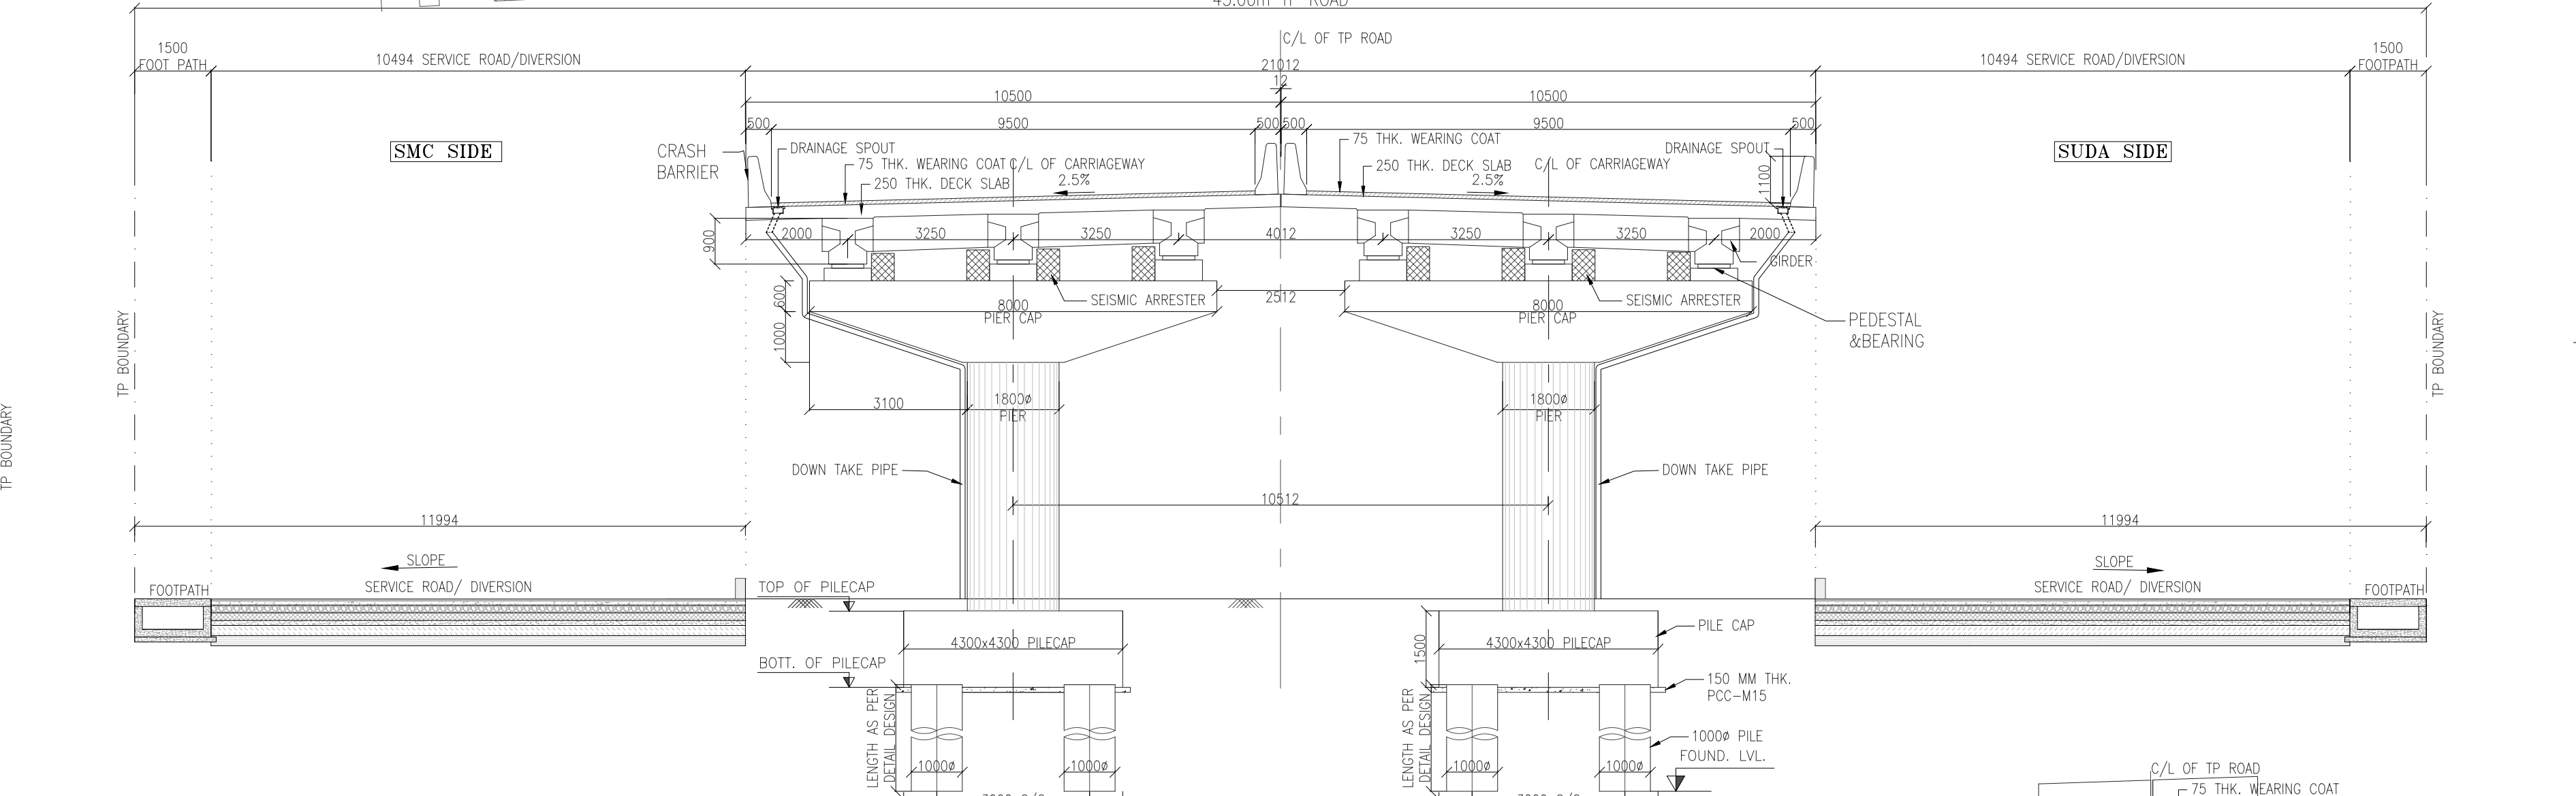 45.00m TP ROAD
C/L OF TP ROAD
1500
FOOT PATH
10494 SERVICE ROAD/DIVERSION
21012
12
10494 SERVICE ROAD/DIVERSION
1500
FOOTPATH
10500
10500
500
9500
500
500
9500
500
SMC SIDE
SUDA SIDE
CRASH
BARRIER
DRAINAGE SPOUT
75 THK. WEARING COAT
C/L OF CARRIAGEWAY
250 THK. DECK SLAB
2.5%
75 THK. WEARING COAT
250 THK. DECK SLAB
2.5%
C/L OF CARRIAGEWAY
DRAINAGE SPOUT
1100
900
2000
3250
3250
4012
3250
3250
2000
GIRDER
600
1000
SEISMIC ARRESTER
2512
SEISMIC ARRESTER
8000
PIER CAP
8000
PIER CAP
PEDESTAL
&BEARING
TP BOUNDARY
TP BOUNDARY
TP BOUNDARY
3100
1800ø
PIER
1800ø
PIER
DOWN TAKE PIPE
DOWN TAKE PIPE
10512
11994
11994
SLOPE
SLOPE
FOOTPATH
SERVICE ROAD/ DIVERSION
TOP OF PILECAP
SERVICE ROAD/ DIVERSION
FOOTPATH
4300x4300 PILECAP
1500
4300x4300 PILECAP
PILE CAP
BOTT. OF PILECAP
150 MM THK.
PCC-M15
LENGTH AS PER
DETAIL DESIGN
LENGTH AS PER
DETAIL DESIGN
1000ø PILE
FOUND. LVL.
1000ø
1000ø
1000ø
1000ø
C/L OF TP ROAD
75 THK. WEARING COAT